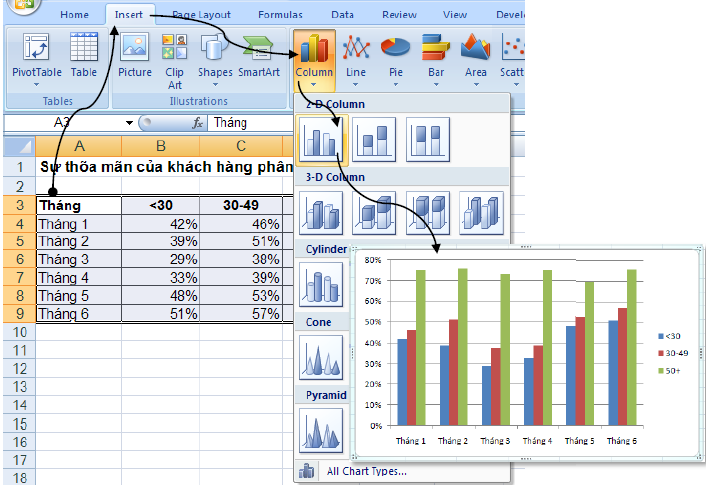 Home Insert Page Layout Formulas Data Review View Develo
PivotTable Table Picture Clip Art Shapes SmartArt Column Line Pie Bar Area Scatt
Tables Illustrations
A3 fx Tháng
2-D Column
A B C
1 Sự thõa mãn của khách hàng phân
2
3-D Column
3 Tháng <30 30-49
4 Tháng 1 42% 46%
5 Tháng 2 39% 51%
6 Tháng 3 29% 38%
7 Tháng 4 33% 39%
8 Tháng 5 48% 53%
9 Tháng 6 51% 57%
10
11
12
13
14
15
16
17
18
Cylinder
Cone
Pyramid
All Chart Types...
80%
70%
60%
50%
40%
30%
20%
10%
0%
Tháng 1 Tháng 2 Tháng 3 Tháng 4 Tháng 5 Tháng 6
<30
30-49
50+